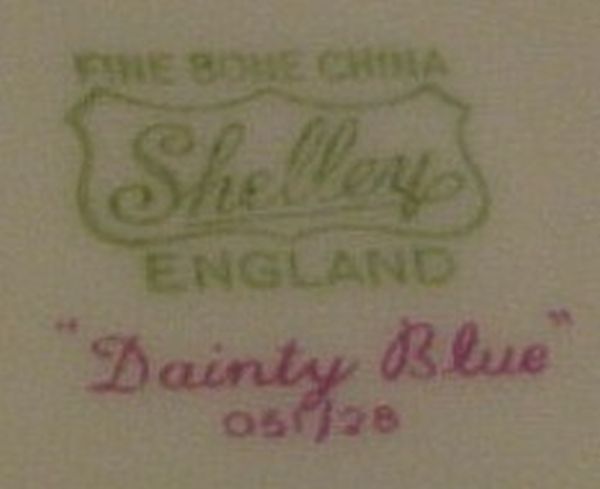 FINE BONE CHINA
Shelley
ENGLAND
"Dainty Blue"
051/28